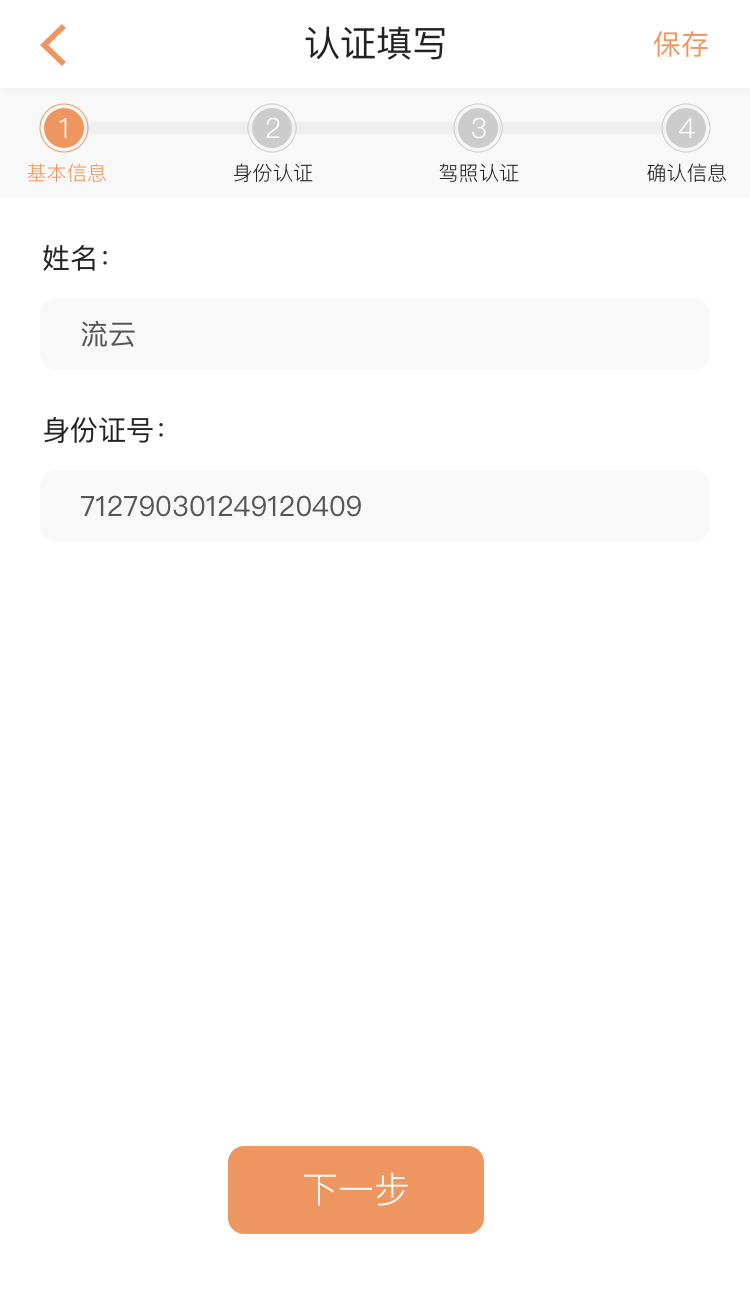 认证填写
保存
1
2
3
4
基本信息
身份认证
驾照认证
确认信息
姓名：
流云
身份证号：
712790301249120409
下一步